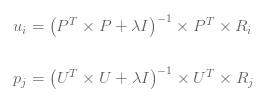 u_i = (P^T × P + λI)^{-1} × P^T × R_i
p_j = (U^T × U + λI)^{-1} × U^T × R_j